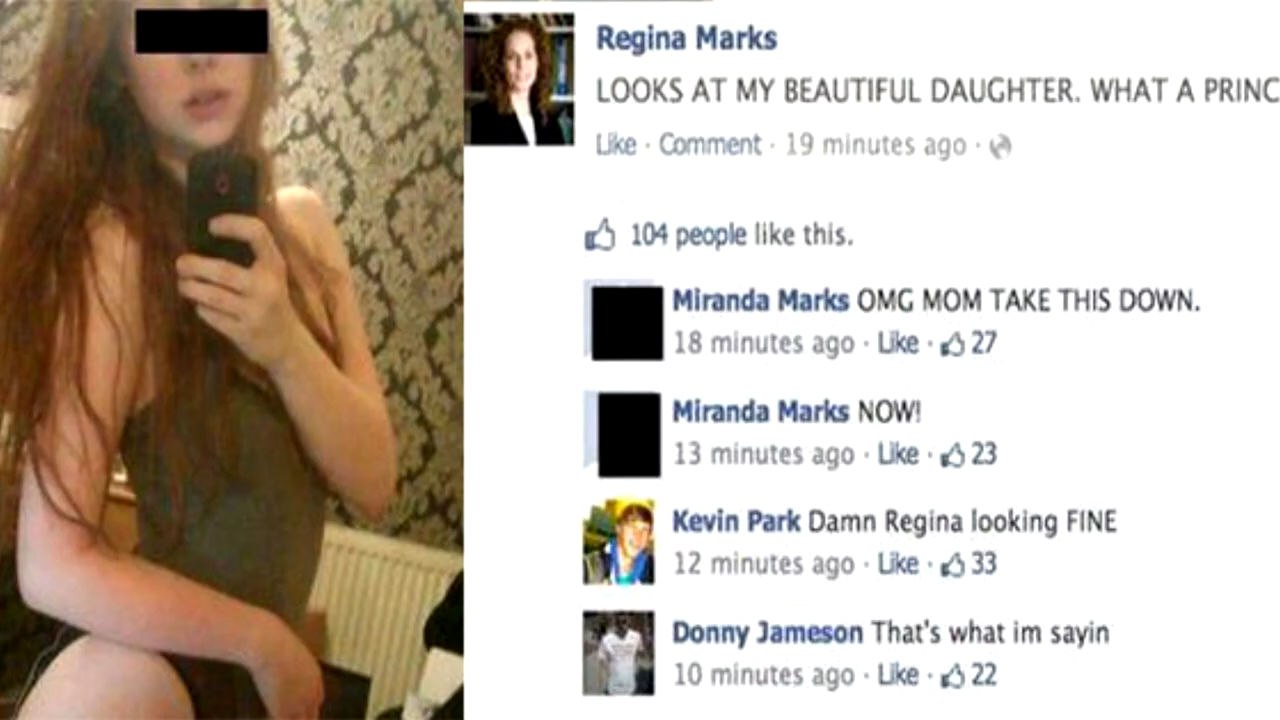 Regina Marks
LOOKS AT MY BEAUTIFUL DAUGHTER. WHAT A PRINC
Like · Comment · 19 minutes ago ·
104 people like this.
Miranda Marks OMG MOM TAKE THIS DOWN.
18 minutes ago · Like · 27
Miranda Marks NOW!
13 minutes ago · Like · 23
Kevin Park Damn Regina looking FINE
12 minutes ago · Like · 33
Donny Jameson That's what im sayin
10 minutes ago · Like · 22